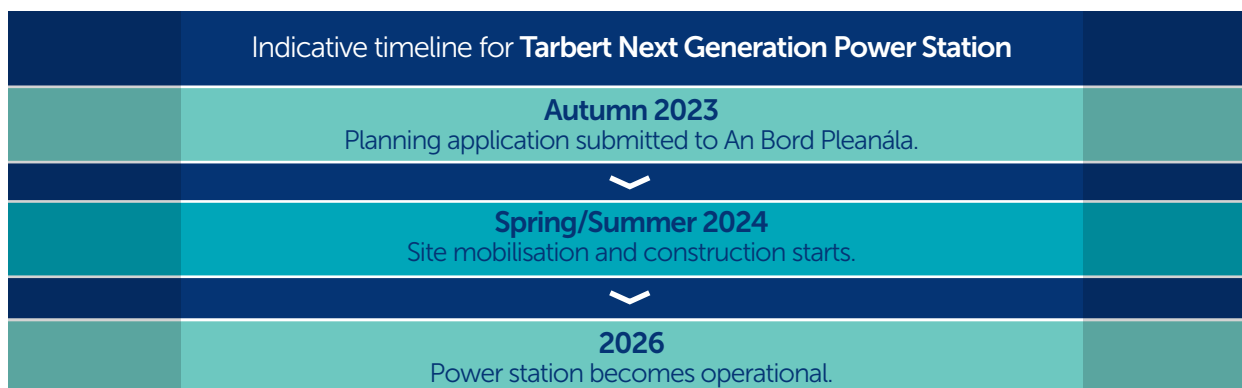 Indicative timeline for Tarbert Next Generation Power Station
Autumn 2023
Planning application submitted to An Bord Pleanála.
Spring/Summer 2024
Site mobilisation and construction starts.
2026
Power station becomes operational.